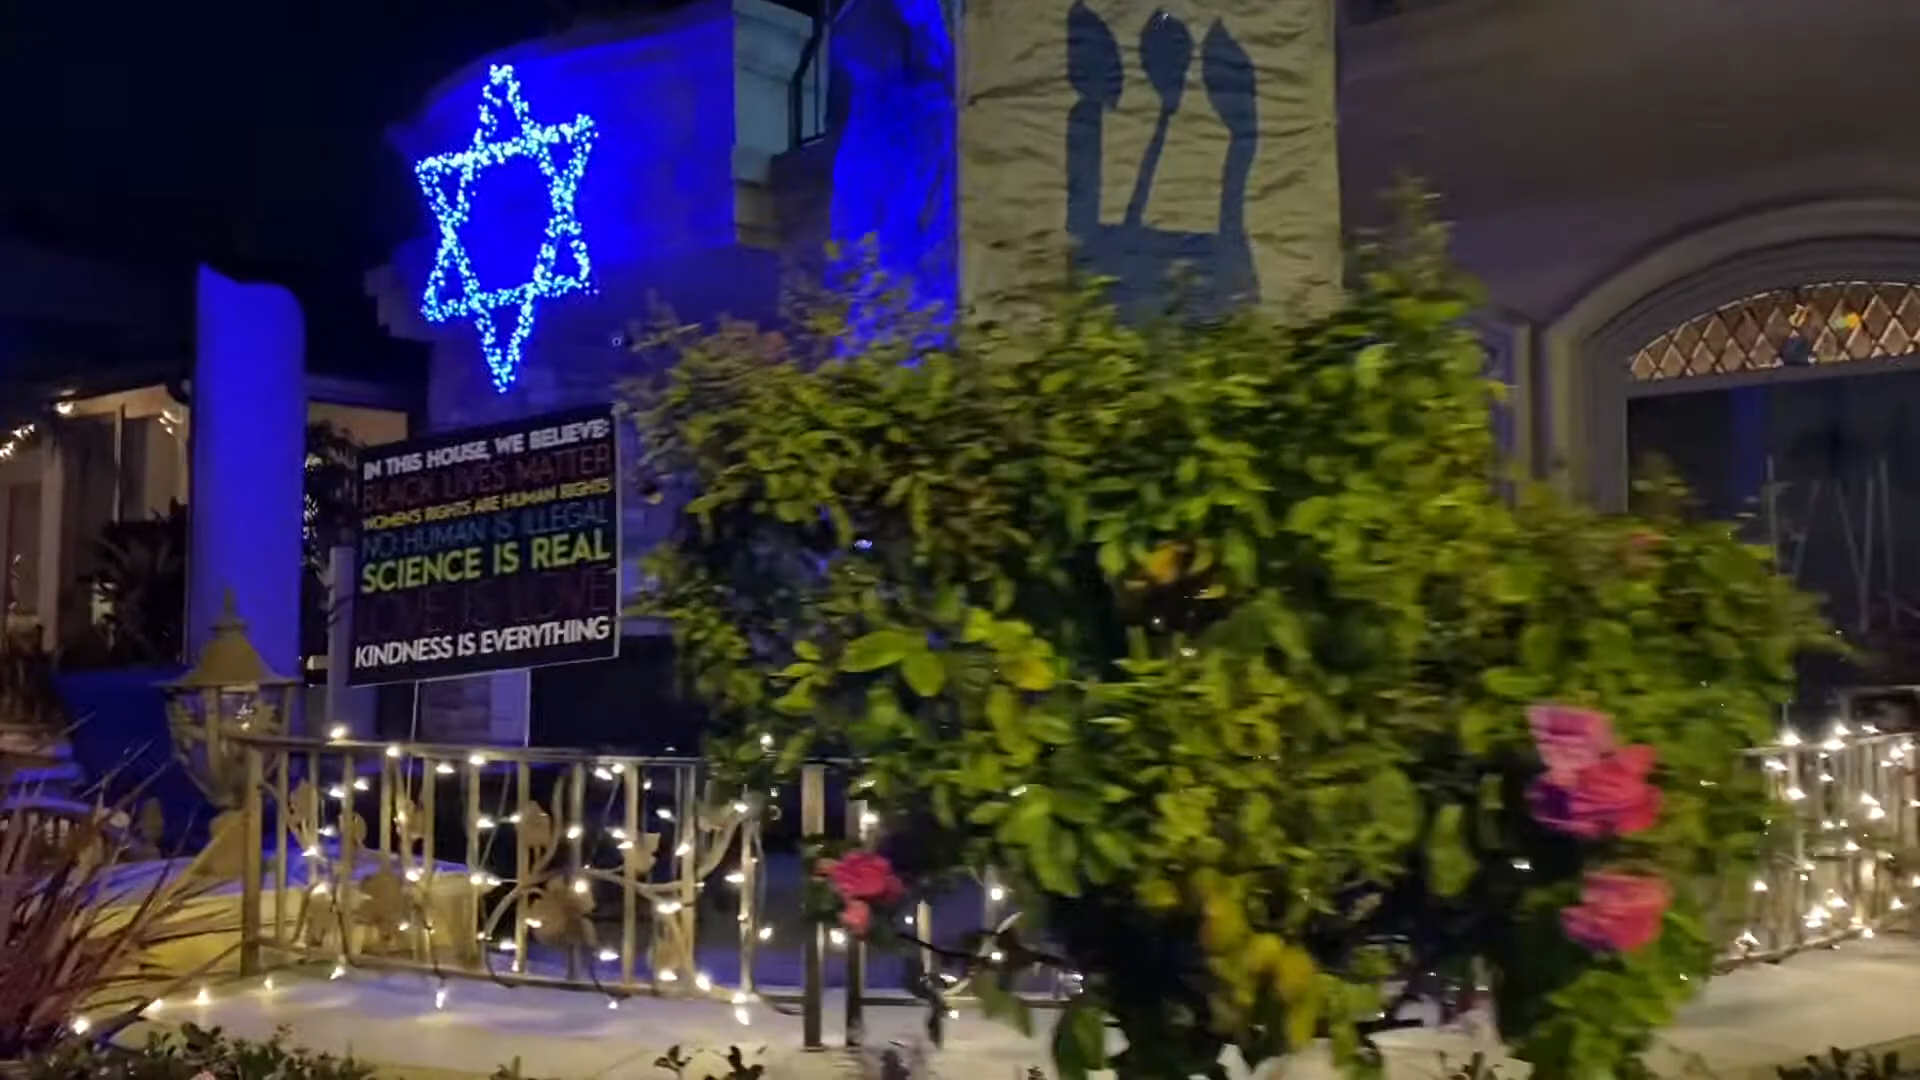 ש
IN THIS HOUSE, WE BELIEVE:
BLACK LIVES MATTER
WOMEN'S RIGHTS ARE HUMAN RIGHTS
NO HUMAN IS ILLEGAL
SCIENCE IS REAL
LOVE IS LOVE
KINDNESS IS EVERYTHING